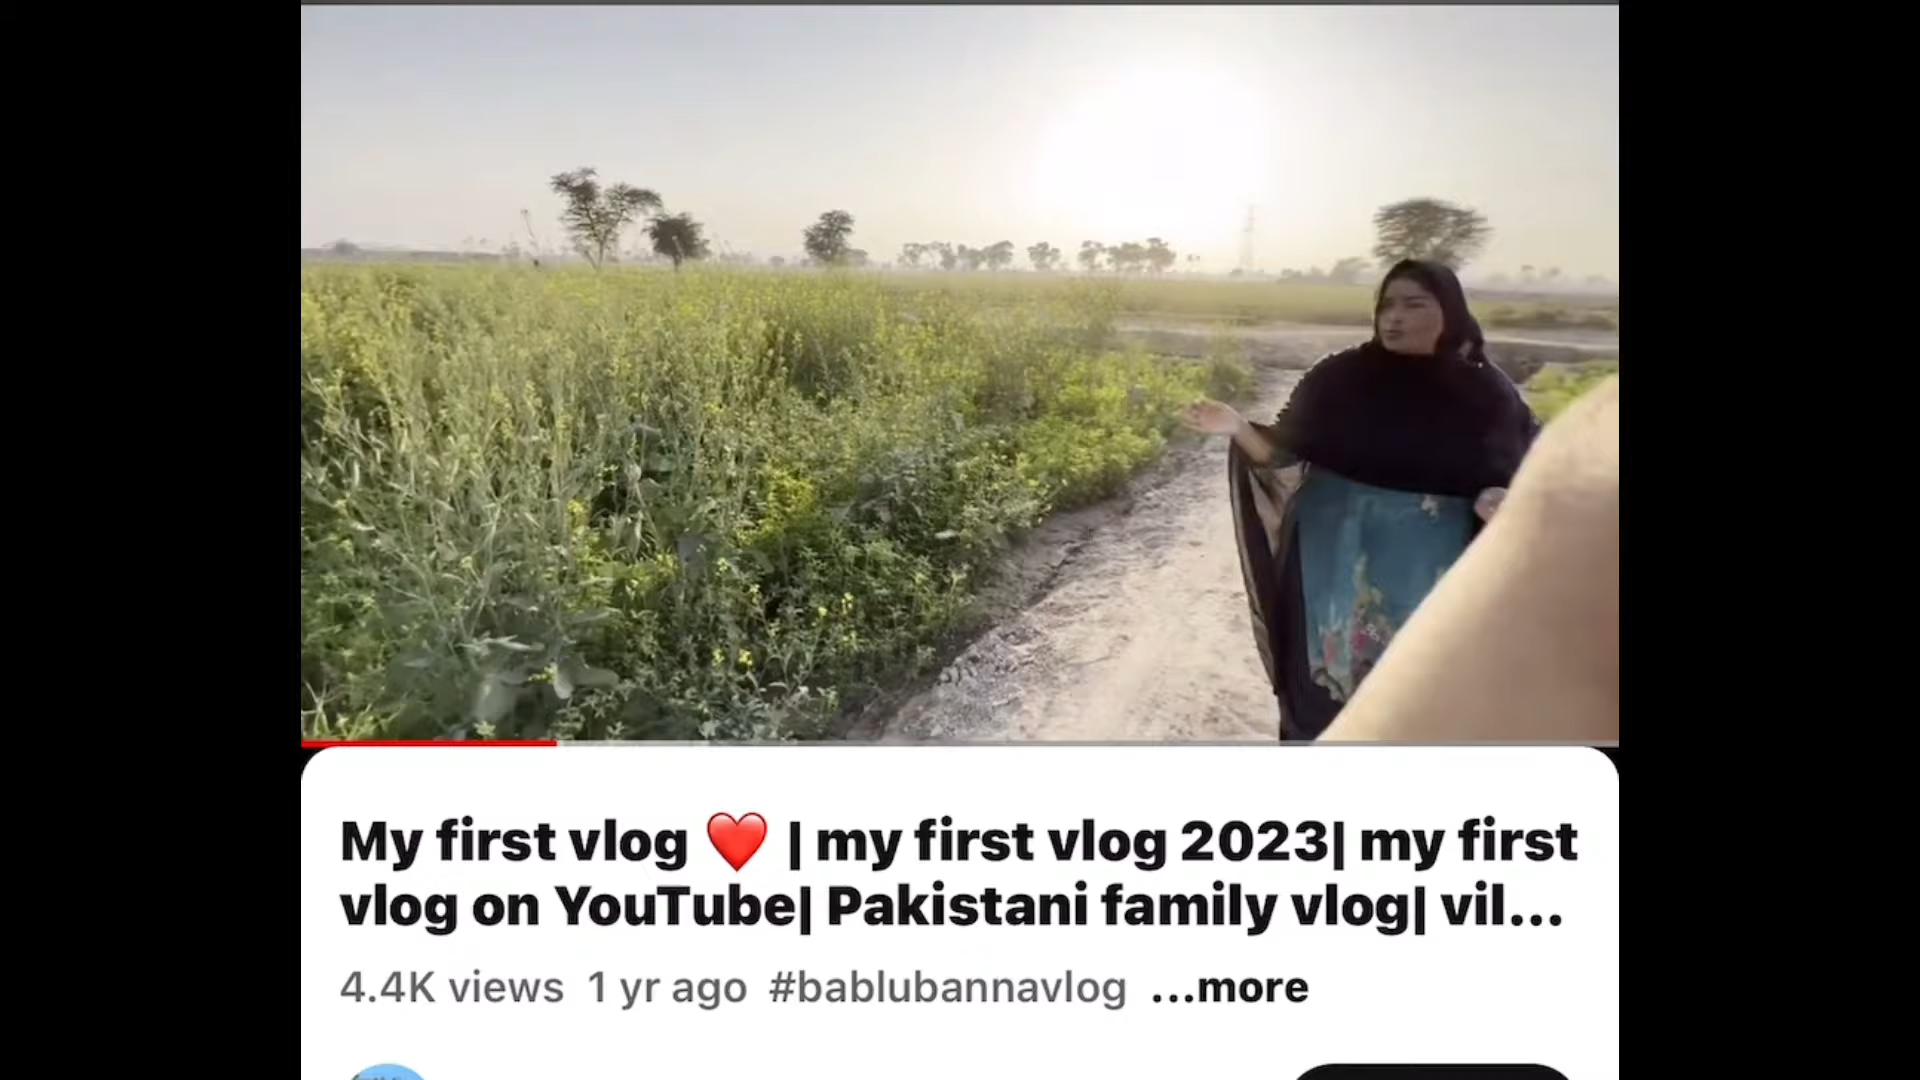 My first vlog ❤️ | my first vlog 2023| my first
vlog on YouTube| Pakistani family vlog| vil...
4.4K views 1 yr ago #bablubannavlog ...more